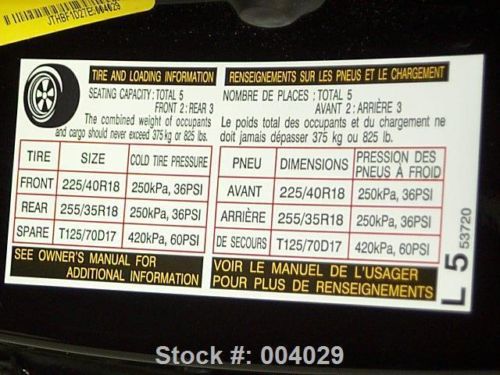 JTHBF1D27E
004029
TIRE AND LOADING INFORMATION
SEATING CAPACITY : TOTAL 5
FRONT 2 : REAR 3
The combined weight of occupants
and cargo should never exceed 375 kg or 825 lbs.
TIRE SIZE COLD TIRE PRESSURE
FRONT 225/40R18 250kPa, 36PSI
REAR 255/35R18 250kPa, 36PSI
SPARE T125/70D17 420kPa, 60PSI
SEE OWNER'S MANUAL FOR
ADDITIONAL INFORMATION
RENSEIGNEMENTS SUR LES PNEUS ET LE CHARGEMENT
NOMBRE DE PLACES : TOTAL 5
AVANT 2 : ARRIÈRE 3
Le poids total des occupants et du chargement ne
doit jamais dépasser 375 kg ou 825 lb.
PNEU DIMENSIONS PRESSION DES
PNEUS À FROID
AVANT 225/40R18 250kPa, 36PSI
ARRIÈRE 255/35R18 250kPa, 36PSI
DE SECOURS T125/70D17 420kPa, 60PSI
VOIR LE MANUEL DE L'USAGER
POUR PLUS DE RENSEIGNEMENTS
L 5 53720
Stock #: 004029